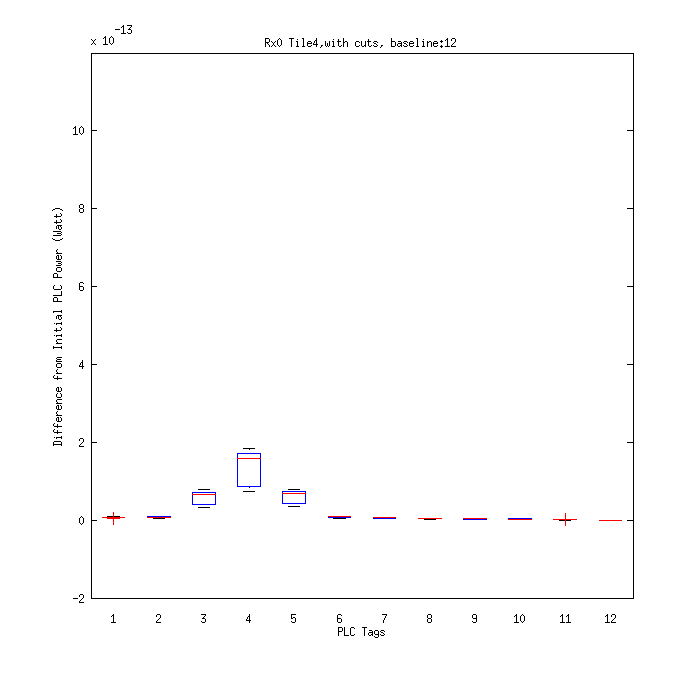 x 10-13
Rx0 Tile4,with cuts, baseline:12
10
8
6
4
2
0
-2
Difference from Initial PLC Power (Watt)
1 2 3 4 5 6 7 8 9 10 11 12
PLC Tags